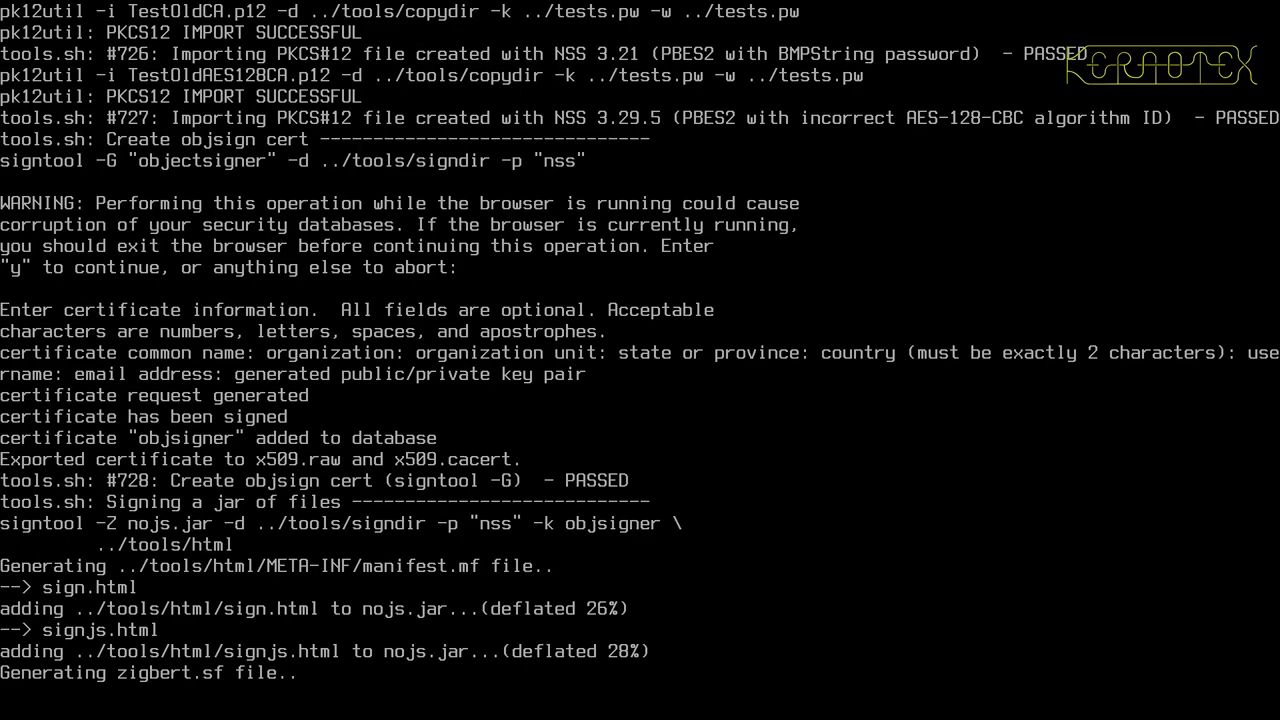 pk12util -i TestOldCA.p12 -d ../tools/copydir -k ../tests.pw -w ../tests.pw
pk12util: PKCS12 IMPORT SUCCESSFUL
tools.sh: #726: Importing PKCS#12 file created with NSS 3.21 (PBES2 with BMPString password)  - PASSED
pk12util -i TestOldAES128CA.p12 -d ../tools/copydir -k ../tests.pw -w ../tests.pw
pk12util: PKCS12 IMPORT SUCCESSFUL
tools.sh: #727: Importing PKCS#12 file created with NSS 3.29.5 (PBES2 with incorrect AES-128-CBC algorithm ID)  - PASSED
tools.sh: Create objsign cert -------------------------------
signtool -G "objectsigner" -d ../tools/signdir -p "nss"
WARNING: Performing this operation while the browser is running could cause
corruption of your security databases. If the browser is currently running,
you should exit the browser before continuing this operation. Enter
"y" to continue, or anything else to abort:
Enter certificate information.  All fields are optional. Acceptable
characters are numbers, letters, spaces, and apostrophes.
certificate common name: organization: organization unit: state or province: country (must be exactly 2 characters): use
rname: email address: generated public/private key pair
certificate request generated
certificate has been signed
certificate "objsigner" added to database
Exported certificate to x509.raw and x509.cacert.
tools.sh: #728: Create objsign cert (signtool -G)  - PASSED
tools.sh: Signing a jar of files ----------------------------
signtool -Z nojs.jar -d ../tools/signdir -p "nss" -k objsigner \
../tools/html
Generating ../tools/html/META-INF/manifest.mf file..
--> sign.html
adding ../tools/html/sign.html to nojs.jar...(deflated 26%)
--> signjs.html
adding ../tools/html/signjs.html to nojs.jar...(deflated 28%)
Generating zigbert.sf file..